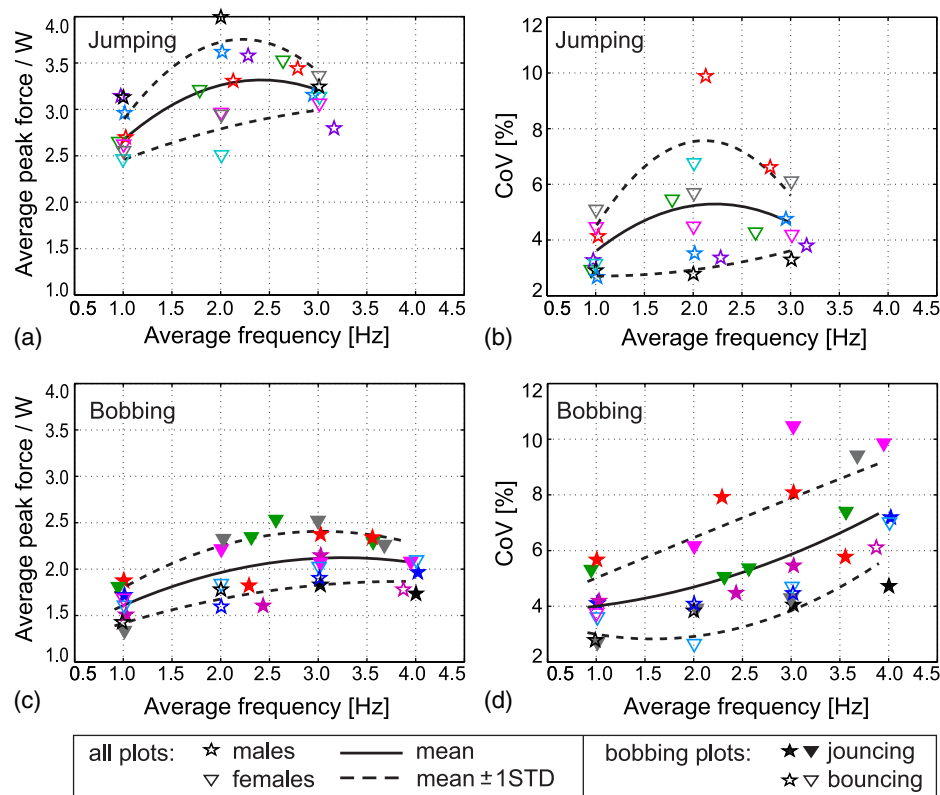 Jumping
Average peak force / W
4.0
3.5
3.0
2.5
2.0
1.5
1.0
0.5 1.0 1.5 2.0 2.5 3.0 3.5 4.0 4.5
(a) Average frequency [Hz]
Jumping
CoV [%]
12
10
8
6
4
2
0.5 1.0 1.5 2.0 2.5 3.0 3.5 4.0 4.5
(b) Average frequency [Hz]
Bobbing
Average peak force / W
4.0
3.5
3.0
2.5
2.0
1.5
1.0
0.5 1.0 1.5 2.0 2.5 3.0 3.5 4.0 4.5
(c) Average frequency [Hz]
Bobbing
CoV [%]
12
10
8
6
4
2
0.5 1.0 1.5 2.0 2.5 3.0 3.5 4.0 4.5
(d) Average frequency [Hz]
all plots: males mean
females mean ± 1STD
bobbing plots: jouncing
bouncing